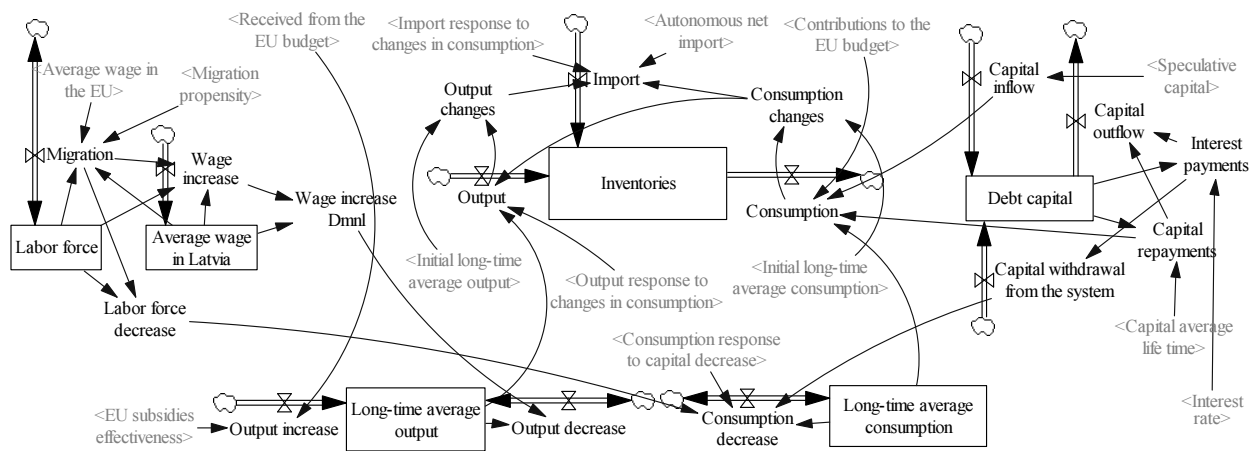 <Received from the
EU budget>
<Import response to
changes in consumption>
<Autonomous net
import>
<Contributions to the
EU budget>
<Average wage in
the EU>
<Migration
propensity>
Import
Output
changes
Consumption
changes
Capital
inflow
<Speculative
capital>
Capital
outflow
Interest
payments
Migration
Wage
increase
Wage increase
Dmnl
Inventories
Output
Consumption
Debt capital
Labor force
Average wage
in Latvia
Capital
repayments
<Initial long-time
average output>
<Output response to
changes in consumption>
<Initial long-time
average consumption>
Capital withdrawal
from the system
Labor force
decrease
<Consumption response
to capital decrease>
<Capital average
life time>
<Interest
rate>
<EU subsidies
effectiveness>
Output increase
Long-time average
output
Output decrease
Consumption
decrease
Long-time average
consumption